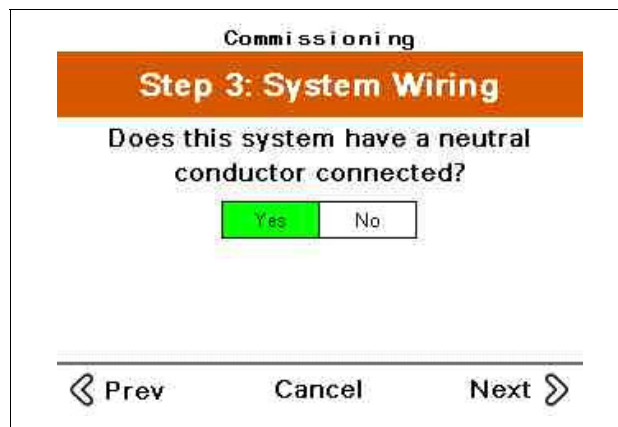 Commissioning
Step 3: System Wiring
Does this system have a neutral
conductor connected?
Yes No
Prev Cancel Next